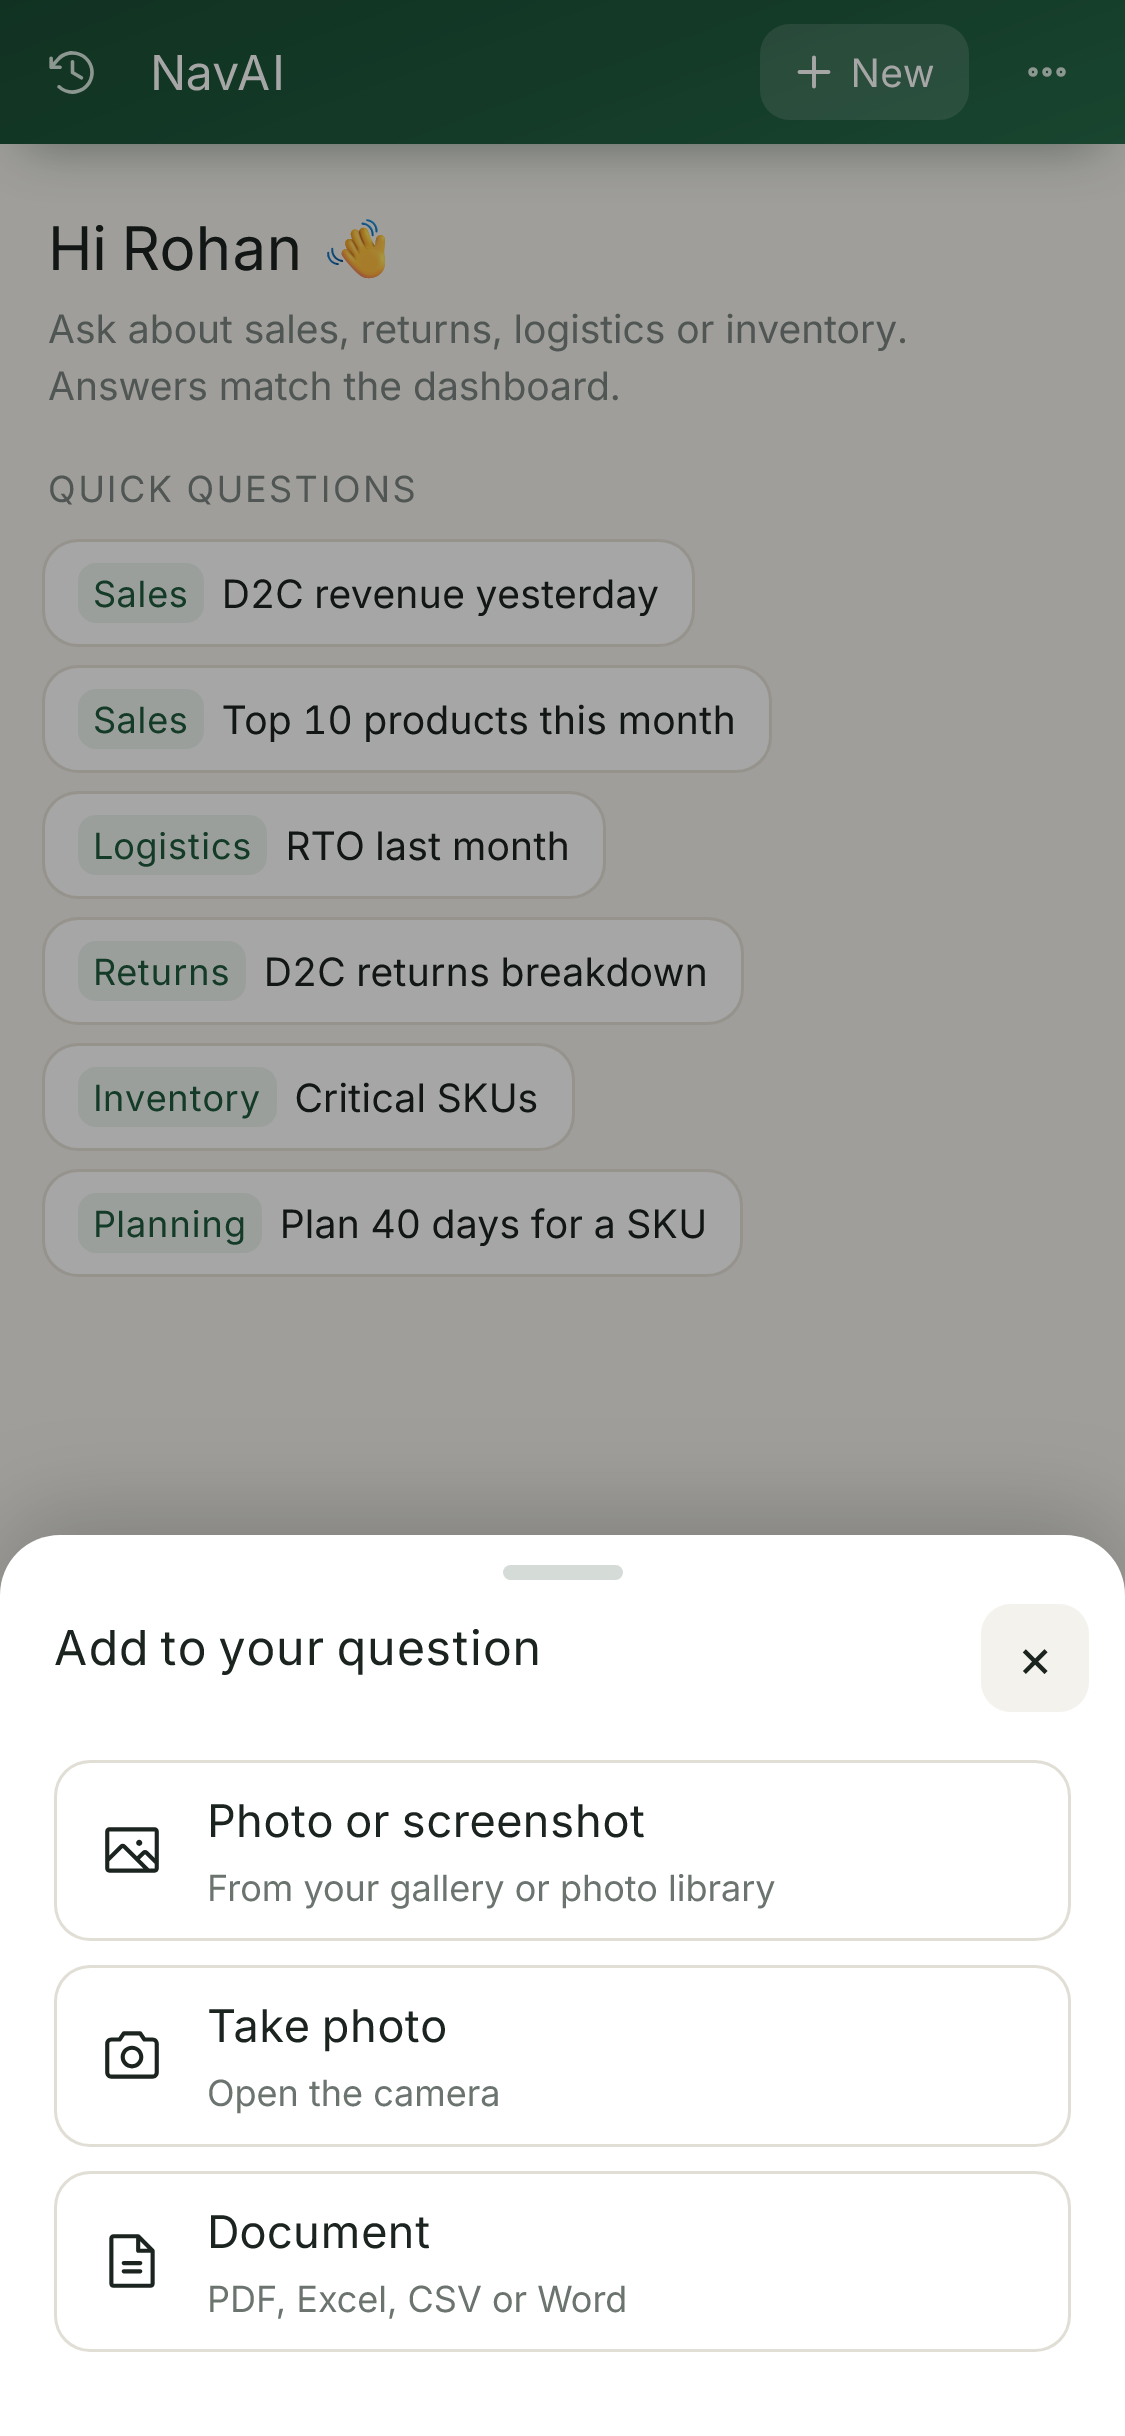 NavAI
New
Hi Rohan 👋
Ask about sales, returns, logistics or inventory.
Answers match the dashboard.
QUICK QUESTIONS
Sales D2C revenue yesterday
Sales Top 10 products this month
Logistics RTO last month
Returns D2C returns breakdown
Inventory Critical SKUs
Planning Plan 40 days for a SKU
Add to your question
Photo or screenshot
From your gallery or photo library
Take photo
Open the camera
Document
PDF, Excel, CSV or Word